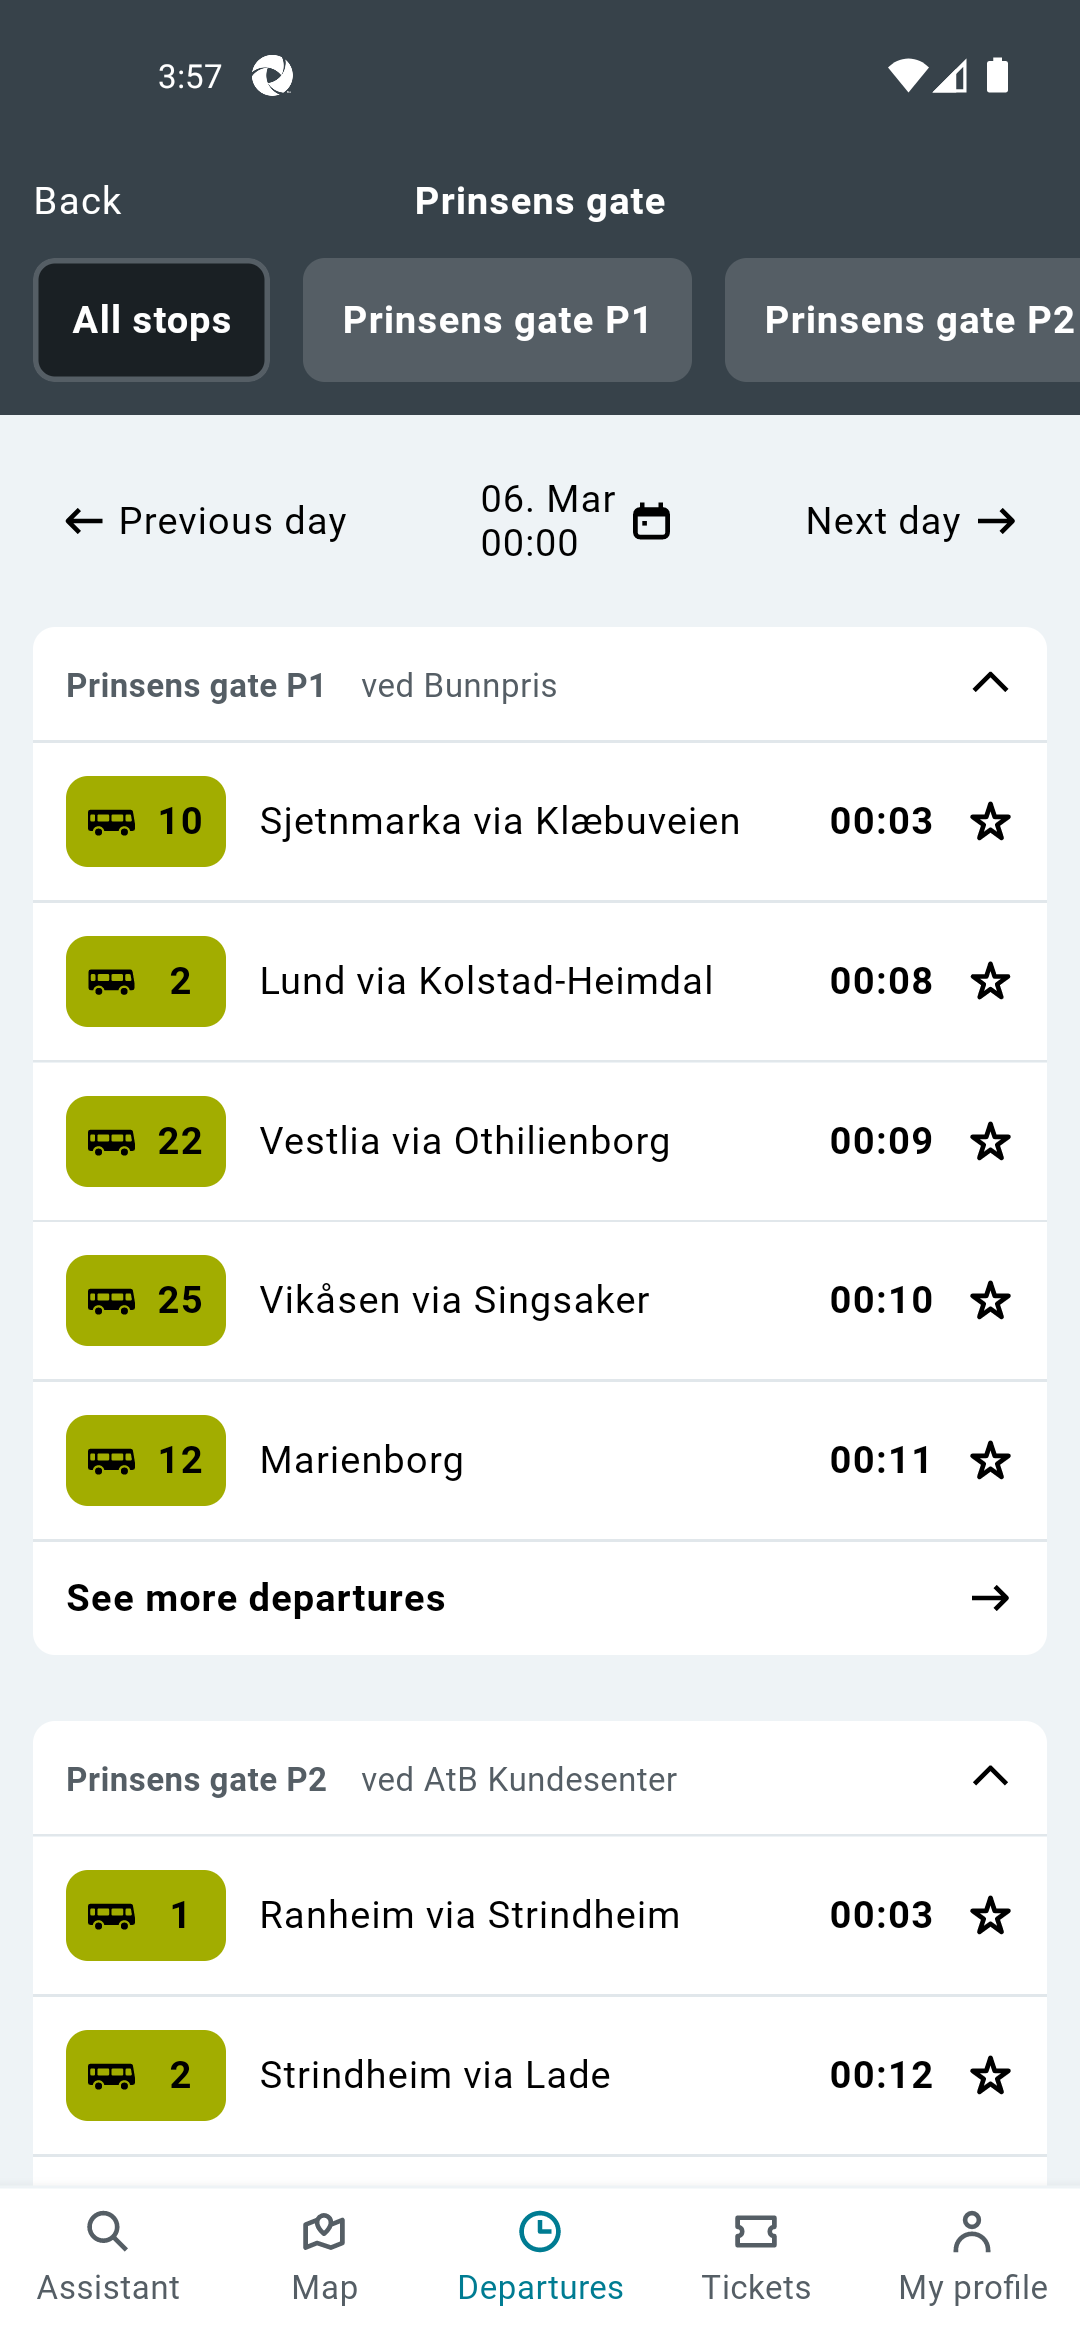 3:57
Back
Prinsens gate
All stops
Prinsens gate P1
Prinsens gate P2
Previous day
06. Mar
00:00
Next day
Prinsens gate P1 ved Bunnpris
10 Sjetnmarka via Klæbuveien 00:03
2 Lund via Kolstad-Heimdal 00:08
22 Vestlia via Othilienborg 00:09
25 Vikåsen via Singsaker 00:10
12 Marienborg 00:11
See more departures
Prinsens gate P2 ved AtB Kundesenter
1 Ranheim via Strindheim 00:03
2 Strindheim via Lade 00:12
Assistant
Map
Departures
Tickets
My profile